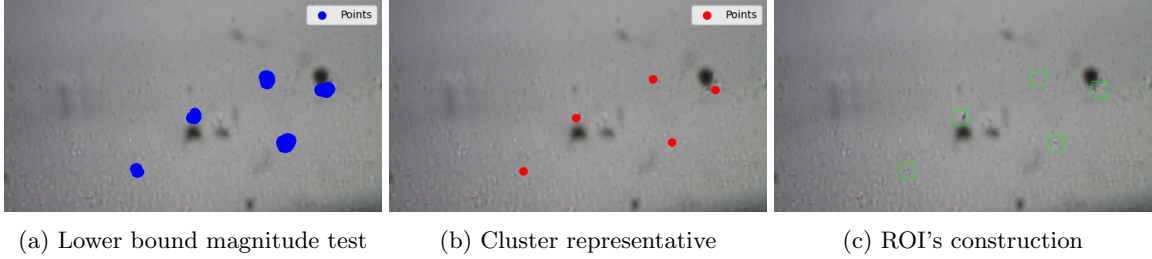 Points
Points
(a) Lower bound magnitude test
(b) Cluster representative
(c) ROI's construction